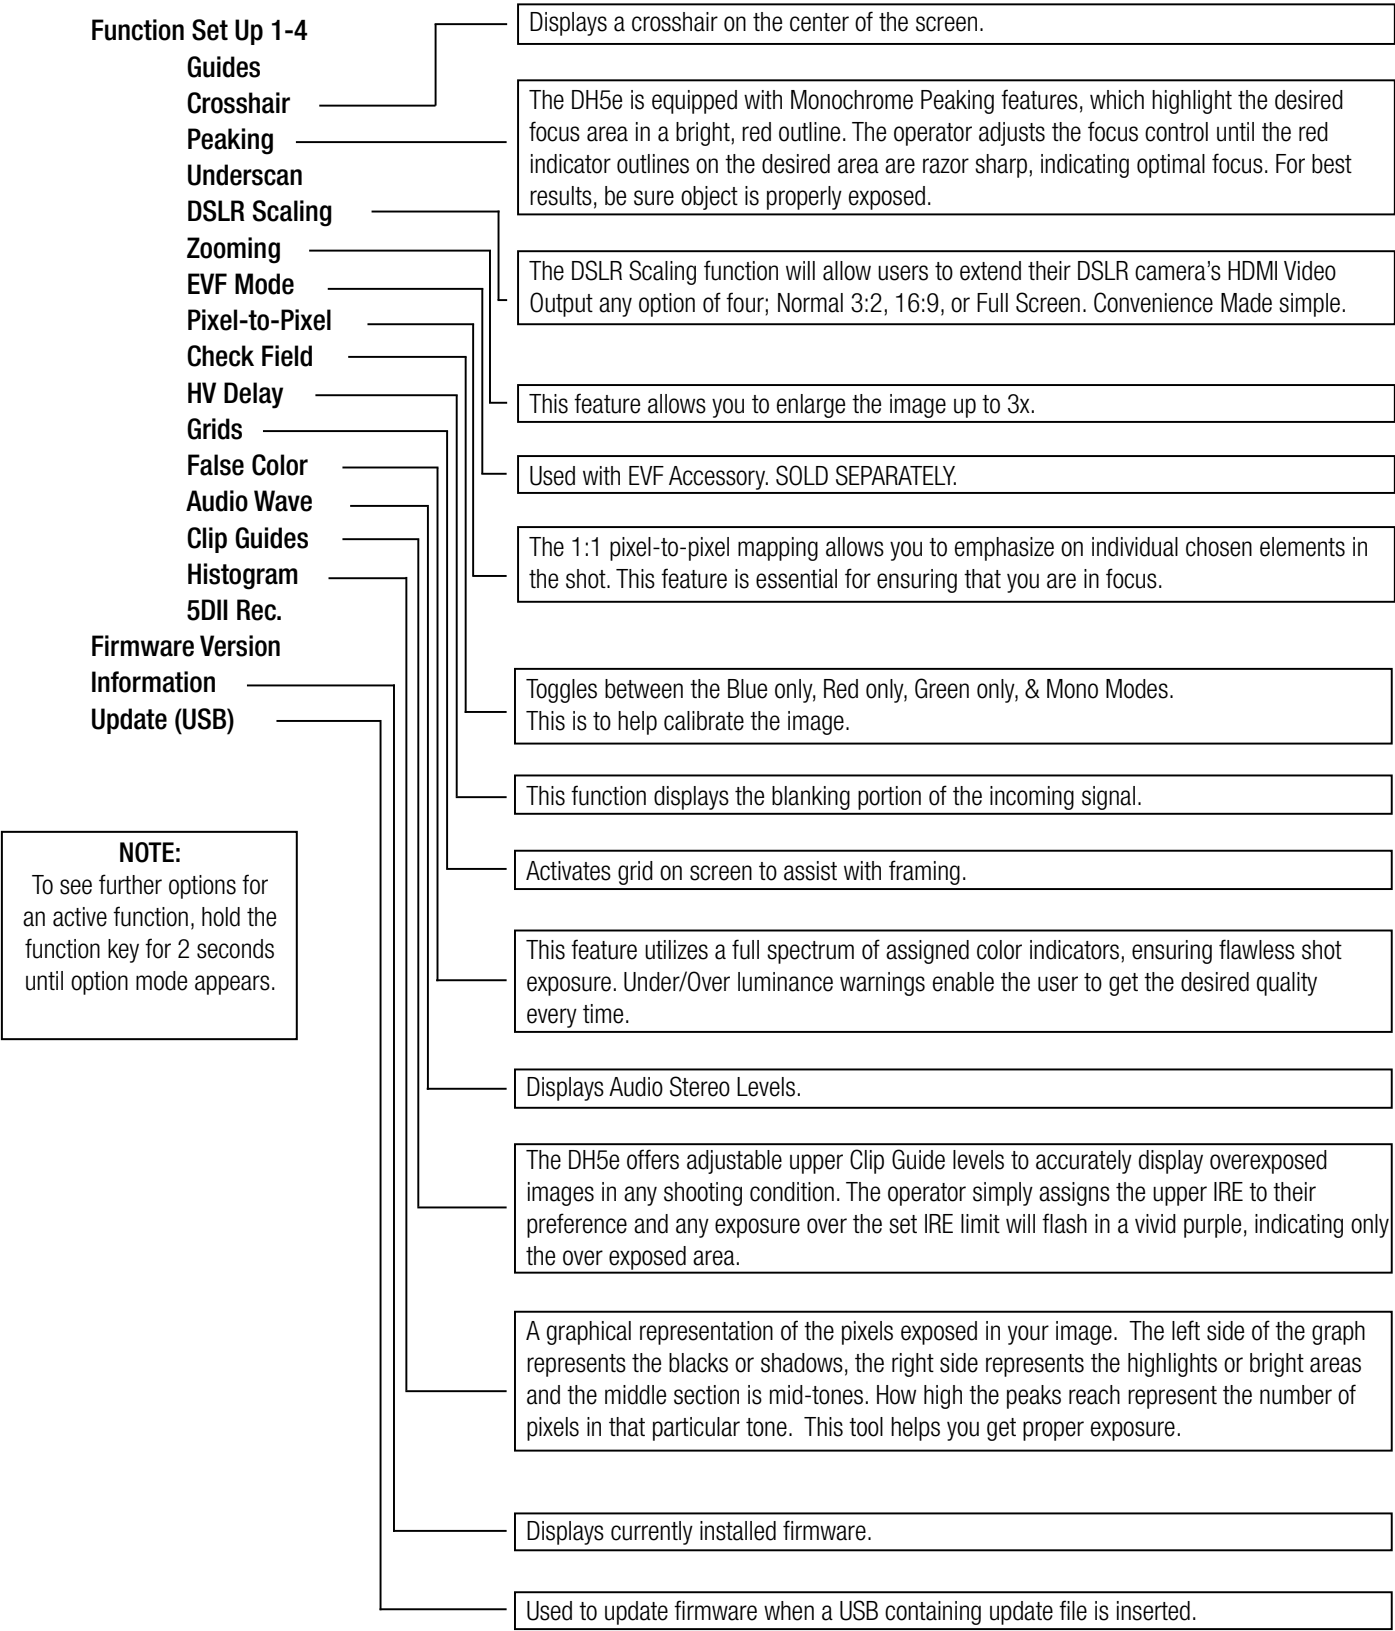 Function Set Up 1-4
Guides
Crosshair
Peaking
Underscan
DSLR Scaling
Zooming
EVF Mode
Pixel-to-Pixel
Check Field
HV Delay
Grids
False Color
Audio Wave
Clip Guides
Histogram
5DII Rec.
Firmware Version
Information
Update (USB)
NOTE:
To see further options for
an active function, hold the
function key for 2 seconds
until option mode appears.
Displays a crosshair on the center of the screen.
The DH5e is equipped with Monochrome Peaking features, which highlight the desired
focus area in a bright, red outline. The operator adjusts the focus control until the red
indicator outlines on the desired area are razor sharp, indicating optimal focus. For best
results, be sure object is properly exposed.
The DSLR Scaling function will allow users to extend their DSLR camera's HDMI Video
Output any option of four; Normal 3:2, 16:9, or Full Screen. Convenience Made simple.
This feature allows you to enlarge the image up to 3x.
Used with EVF Accessory. SOLD SEPARATELY.
The 1:1 pixel-to-pixel mapping allows you to emphasize on individual chosen elements in
the shot. This feature is essential for ensuring that you are in focus.
Toggles between the Blue only, Red only, Green only, & Mono Modes.
This is to help calibrate the image.
This function displays the blanking portion of the incoming signal.
Activates grid on screen to assist with framing.
This feature utilizes a full spectrum of assigned color indicators, ensuring flawless shot
exposure. Under/Over luminance warnings enable the user to get the desired quality
every time.
Displays Audio Stereo Levels.
The DH5e offers adjustable upper Clip Guide levels to accurately display overexposed
images in any shooting condition. The operator simply assigns the upper IRE to their
preference and any exposure over the set IRE limit will flash in a vivid purple, indicating only
the over exposed area.
A graphical representation of the pixels exposed in your image. The left side of the graph
represents the blacks or shadows, the right side represents the highlights or bright areas
and the middle section is mid-tones. How high the peaks reach represent the number of
pixels in that particular tone. This tool helps you get proper exposure.
Displays currently installed firmware.
Used to update firmware when a USB containing update file is inserted.